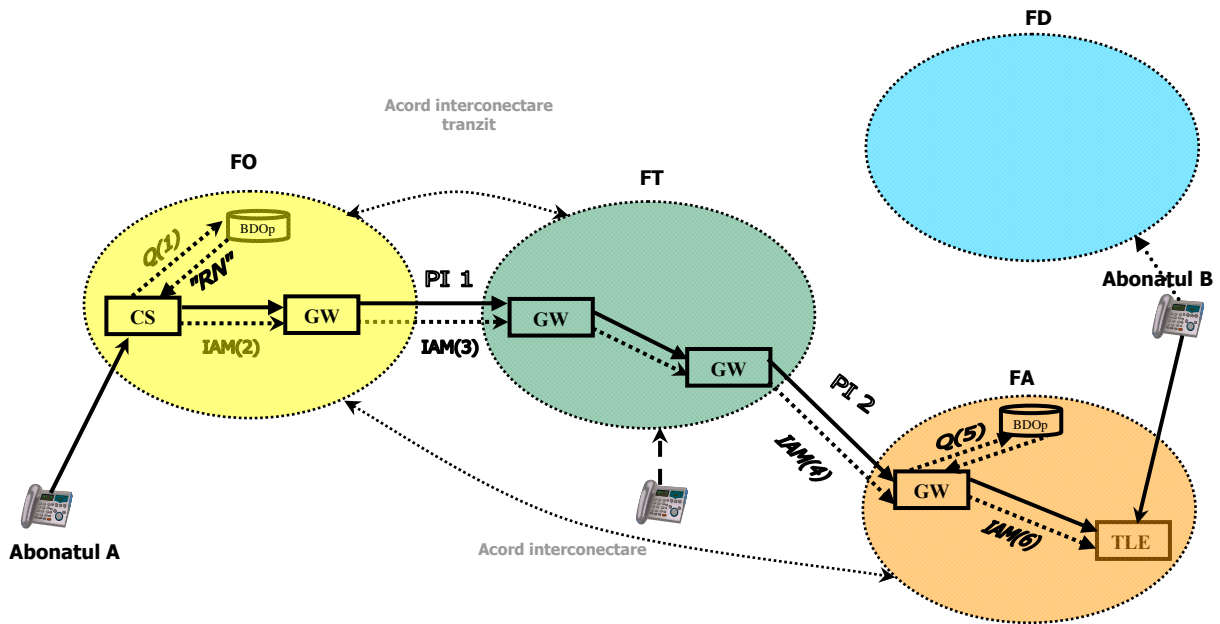 FD
Acord interconectare
tranzit
FO
FT
BDOp
Q(1)
"RN"
Abonatul B
PI 1
CS
GW
GW
IAM(2)
IAM(3)
GW
FA
PI 2
BDOp
Q(5)
IAM(4)
GW
IAM(6)
TLE
Abonatul A
Acord interconectare